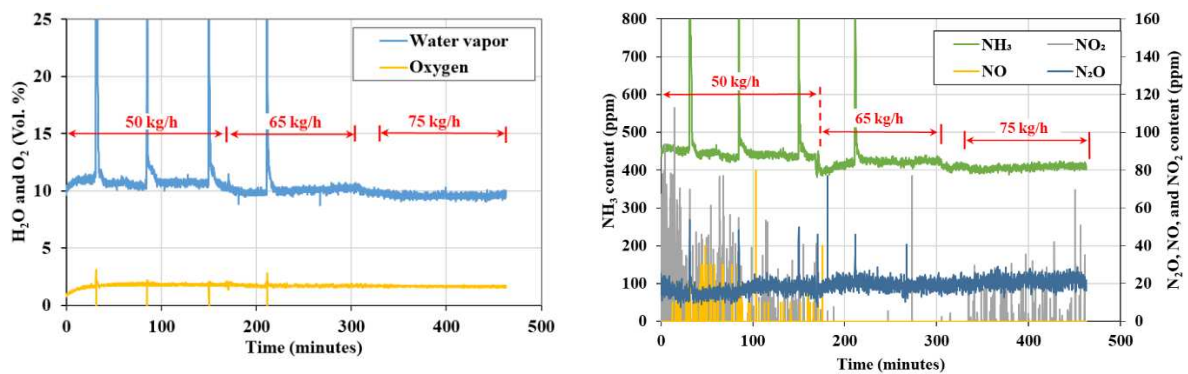 H₂O and O₂ (Vol. %)
25
20
15
10
5
0
Water vapor
Oxygen
50 kg/h
65 kg/h
75 kg/h
0 100 200 300 400 500
Time (minutes)
NH₃ content (ppm)
800
700
600
500
400
300
200
100
0
NH₃ NO₂
NO N₂O
50 kg/h
65 kg/h
75 kg/h
160
140
120
100
80
60
40
20
0
N₂O, NO, and NO₂ content (ppm)
0 100 200 300 400 500
Time (minutes)